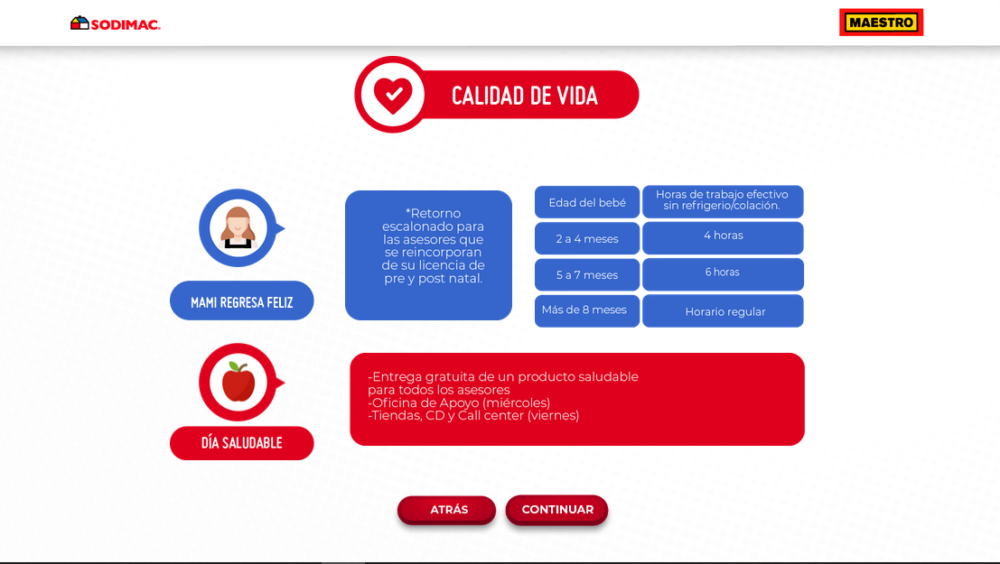 SODIMAC
MAESTRO
CALIDAD DE VIDA
MAMI REGRESA FELIZ
*Retorno
escalonado para
las asesores que
se reincorporan
de su licencia de
pre y post natal.
Edad del bebé
Horas de trabajo efectivo
sin refrigerio/colación.
2 a 4 meses
4 horas
5 a 7 meses
6 horas
Más de 8 meses
Horario regular
DÍA SALUDABLE
-Entrega gratuita de un producto saludable
para todos los asesores
-Oficina de Apoyo (miércoles)
-Tiendas, CD y Call center (viernes)
ATRÁS
CONTINUAR